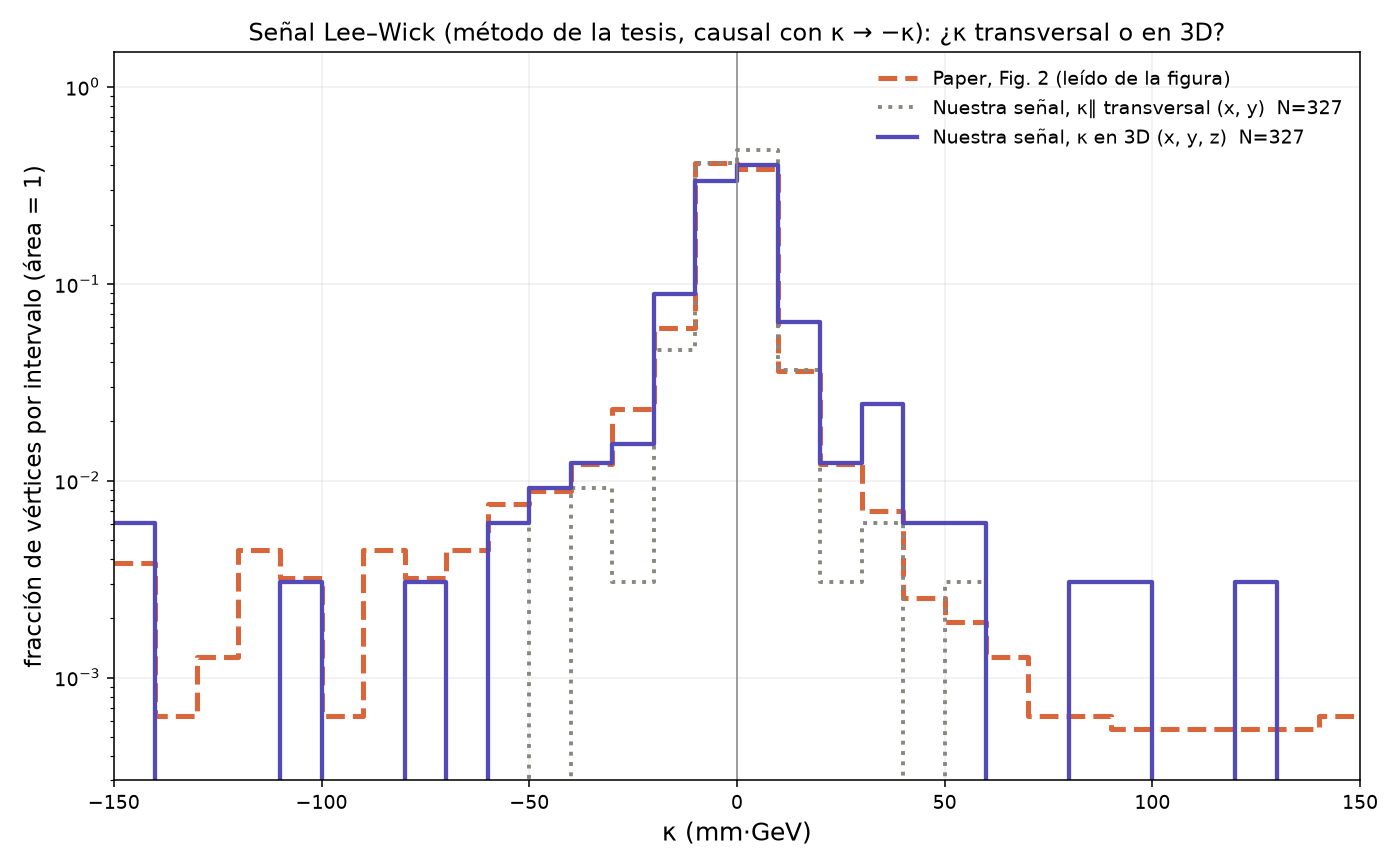 Señal Lee–Wick (método de la tesis, causal con κ → −κ): ¿κ transversal o en 3D?
Paper, Fig. 2 (leído de la figura)
Nuestra señal, κ∥ transversal (x, y)  N=327
Nuestra señal, κ en 3D (x, y, z)  N=327
fracción de vértices por intervalo (área = 1)
10⁰
10⁻¹
10⁻²
10⁻³
−150 −100 −50 0 50 100 150
κ (mm·GeV)